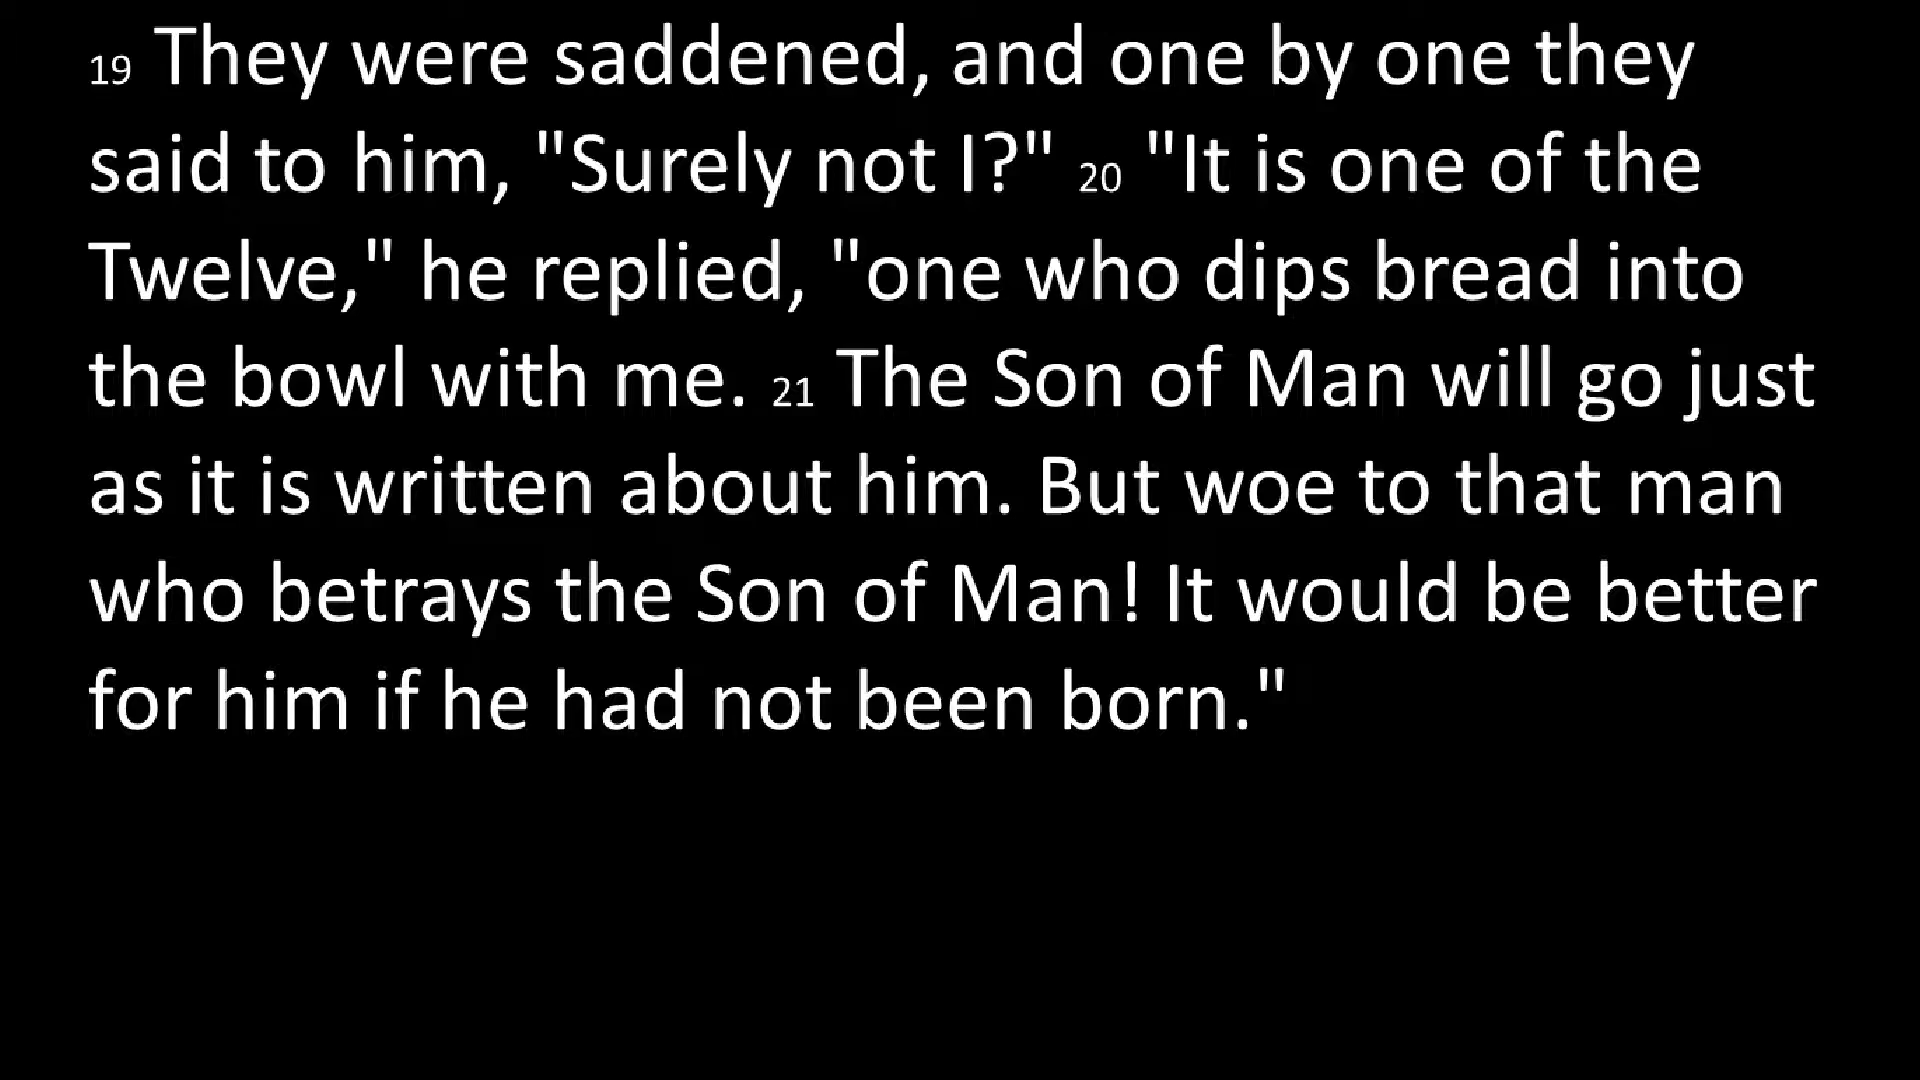 19 They were saddened, and one by one they
said to him, "Surely not I?" 20 "It is one of the
Twelve," he replied, "one who dips bread into
the bowl with me. 21 The Son of Man will go just
as it is written about him. But woe to that man
who betrays the Son of Man! It would be better
for him if he had not been born."